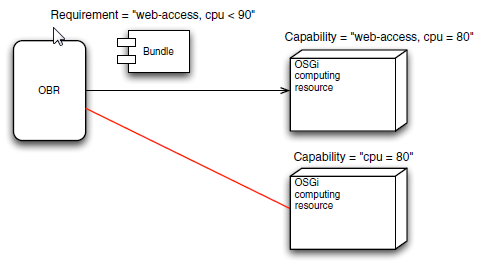 Requirement = "web-access, cpu < 90"
Capability = "web-access, cpu = 80"
Bundle
OBR
OSGi
computing
resource
Capability = "cpu = 80"
OSGi
computing
resource